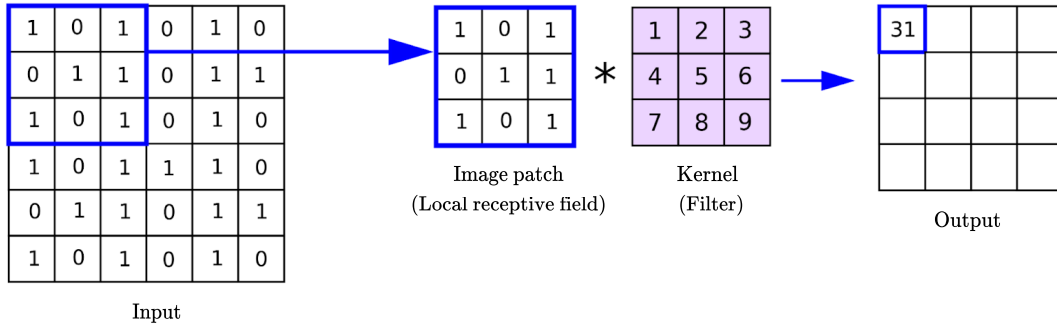 1 0 1 0 1 0
0 1 1 0 1 1
1 0 1 0 1 0
1 0 1 1 1 0
0 1 1 0 1 1
1 0 1 0 1 0
Input
1 0 1
0 1 1
1 0 1
Image patch
(Local receptive field)
*
1 2 3
4 5 6
7 8 9
Kernel
(Filter)
31
Output